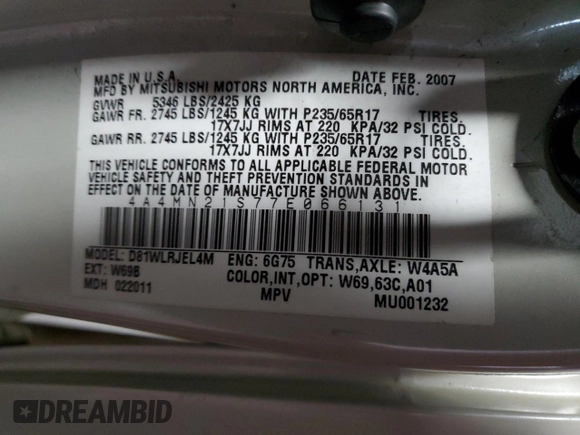 MADE IN U.S.A. DATE FEB. 2007
MFD BY MITSUBISHI MOTORS NORTH AMERICA, INC.
GVWR 5346 LBS/2425 KG
GAWR FR. 2745 LBS/1245 KG WITH P235/65R17 TIRES.
17X7JJ RIMS AT 220 KPA/32 PSI COLD.
GAWR RR. 2745 LBS/1245 KG WITH P235/65R17 TIRES.
17X7JJ RIMS AT 220 KPA/32 PSI COLD.
THIS VEHICLE CONFORMS TO ALL APPLICABLE FEDERAL MOTOR
VEHICLE SAFETY AND THEFT PREVENTION STANDARDS IN
EFFECT ON THE DATE OF MANUFACTURE SHOWN ABOVE.
4A4MN21S77E066131
MODEL: D81WLRJEL4M ENG: 6G75 TRANS,AXLE: W4A5A
EXT: W69B COLOR,INT,OPT: W69,63C,A01
MDH 022011 MPV MU001232
DREAMBID